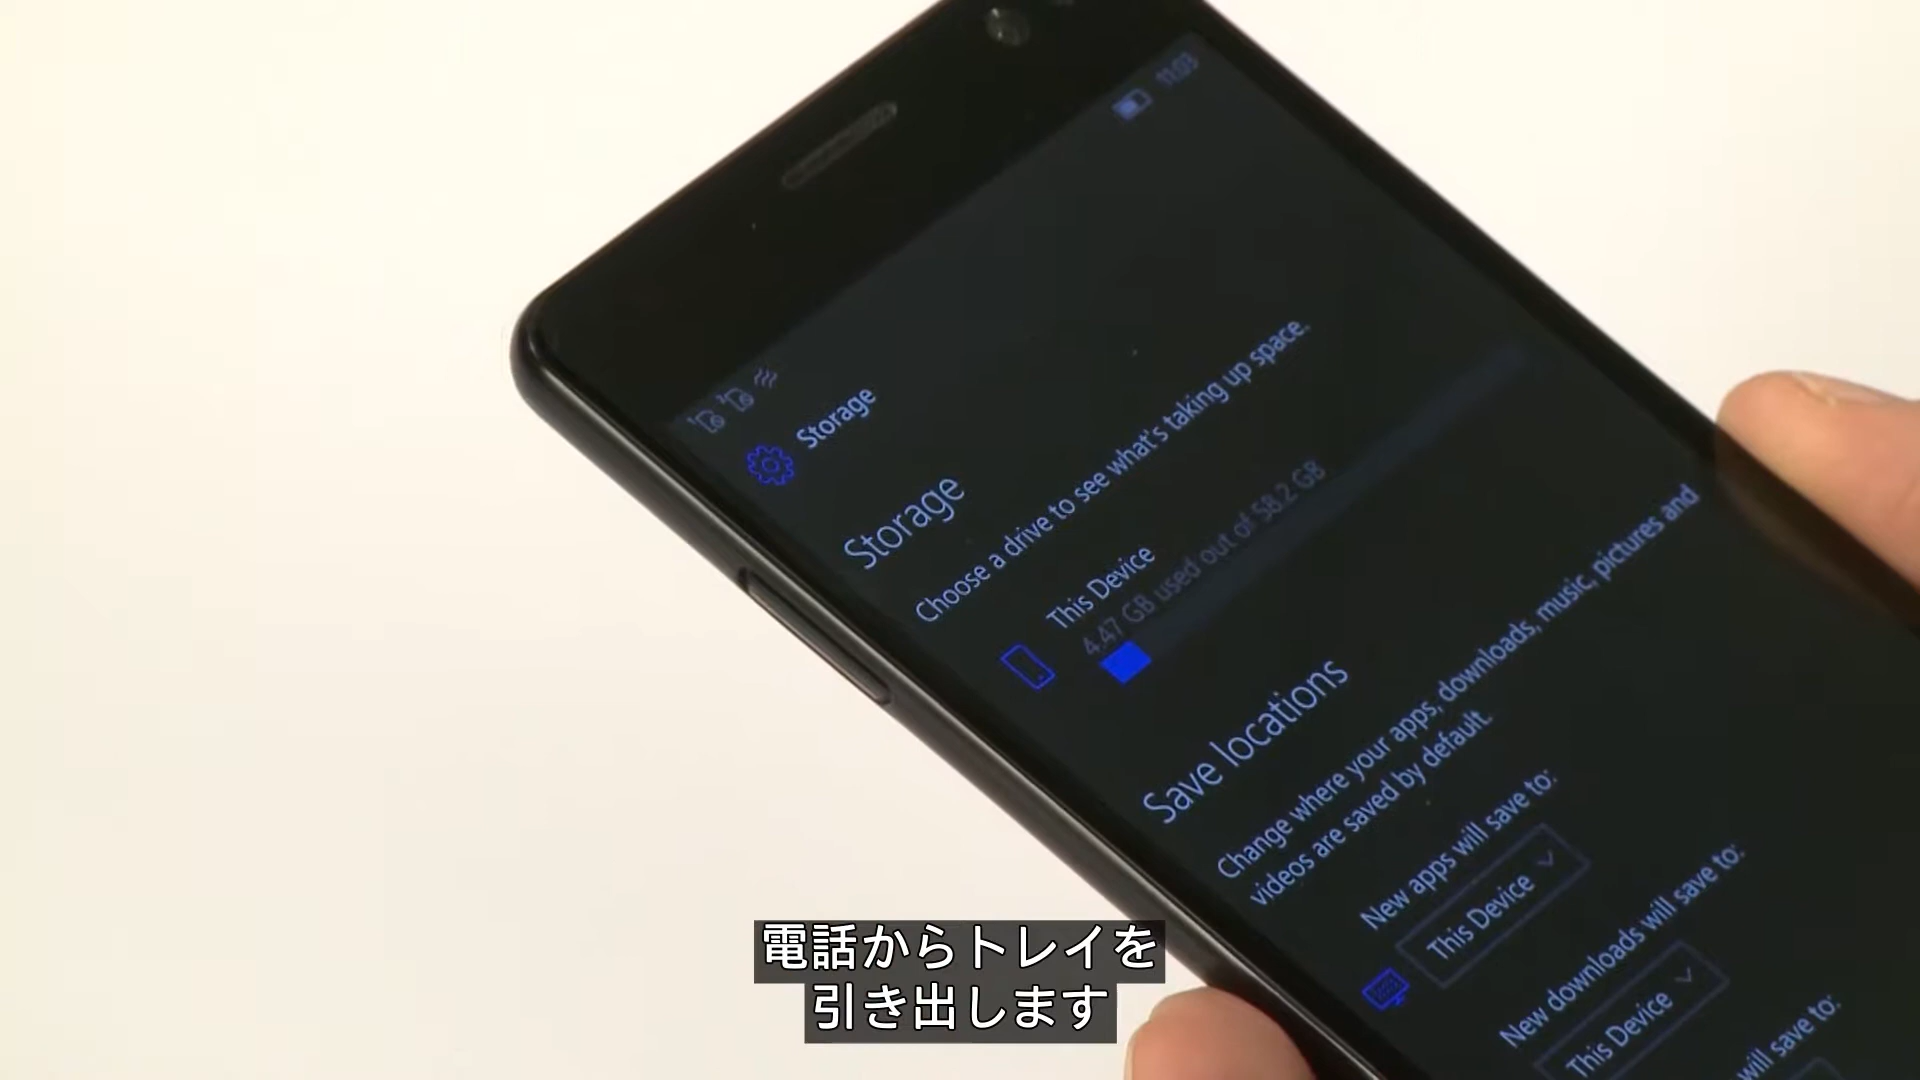 11:03
Storage
Storage
Choose a drive to see what's taking up space.
This Device
4.47 GB used out of 58.2 GB
Save locations
Change where your apps, downloads, music, pictures and
videos are saved by default.
New apps will save to:
This Device
New downloads will save to:
This Device
will save to:
電話からトレイを
引き出します